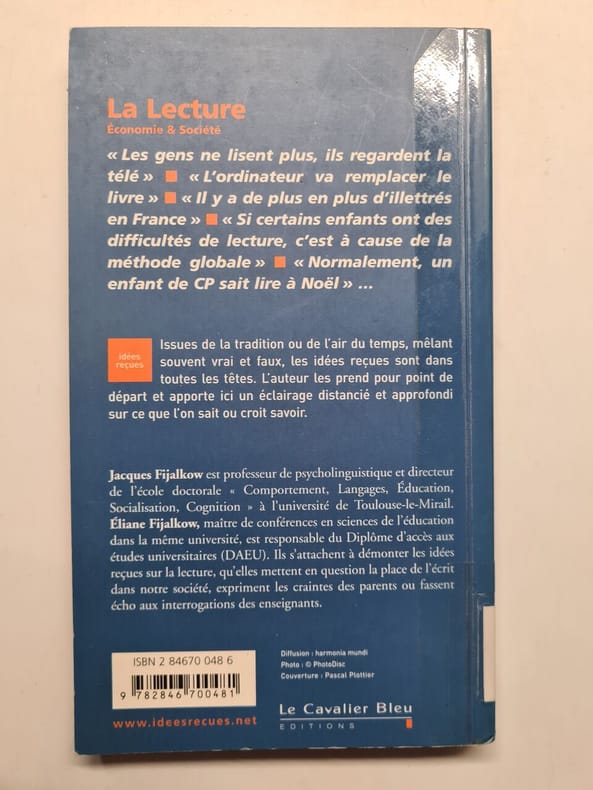 La Lecture
Économie & Société
« Les gens ne lisent plus, ils regardent la
télé » ■ « L'ordinateur va remplacer le
livre » ■ « Il y a de plus en plus d'illettrés
en France » ■ « Si certains enfants ont des
difficultés de lecture, c'est à cause de la
méthode globale » ■ « Normalement, un
enfant de CP sait lire à Noël » ...
idées
reçues
Issues de la tradition ou de l'air du temps, mêlant
souvent vrai et faux, les idées reçues sont dans
toutes les têtes. L'auteur les prend pour point de
départ et apporte ici un éclairage distancié et approfondi
sur ce que l'on sait ou croit savoir.
Jacques Fijalkow est professeur de psycholinguistique et directeur
de l'école doctorale « Comportement, Langages, Éducation,
Socialisation, Cognition » à l'université de Toulouse-le-Mirail.
Éliane Fijalkow, maître de conférences en sciences de l'éducation
dans la même université, est responsable du Diplôme d'accès aux
études universitaires (DAEU). Ils s'attachent à démonter les idées
reçues sur la lecture, qu'elles mettent en question la place de l'écrit
dans notre société, expriment les craintes des parents ou fassent
écho aux interrogations des enseignants.
ISBN 2 84670 048 6
9 782846 700481
www.ideesrecues.net
Diffusion : harmonia mundi
Photo : © PhotoDisc
Couverture : Pascal Plottier
Le Cavalier Bleu
EDITIONS